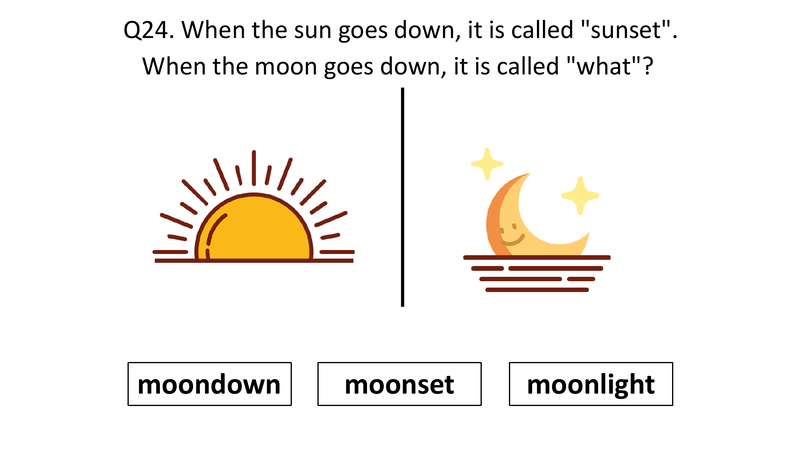 Q24. When the sun goes down, it is called "sunset".
When the moon goes down, it is called "what"?
moondown
moonset
moonlight